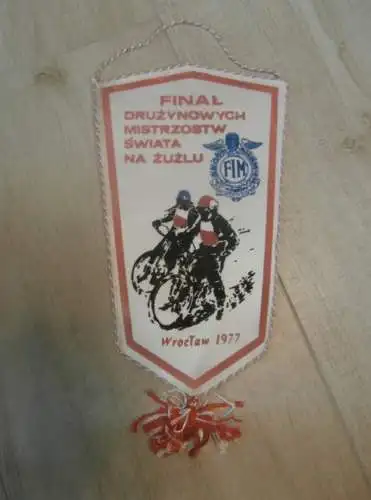 FINAŁ
DRUŻYNOWYCH
MISTRZOSTW
ŚWIATA
NA ŻUŻLU
FIM
Wrocław 1977